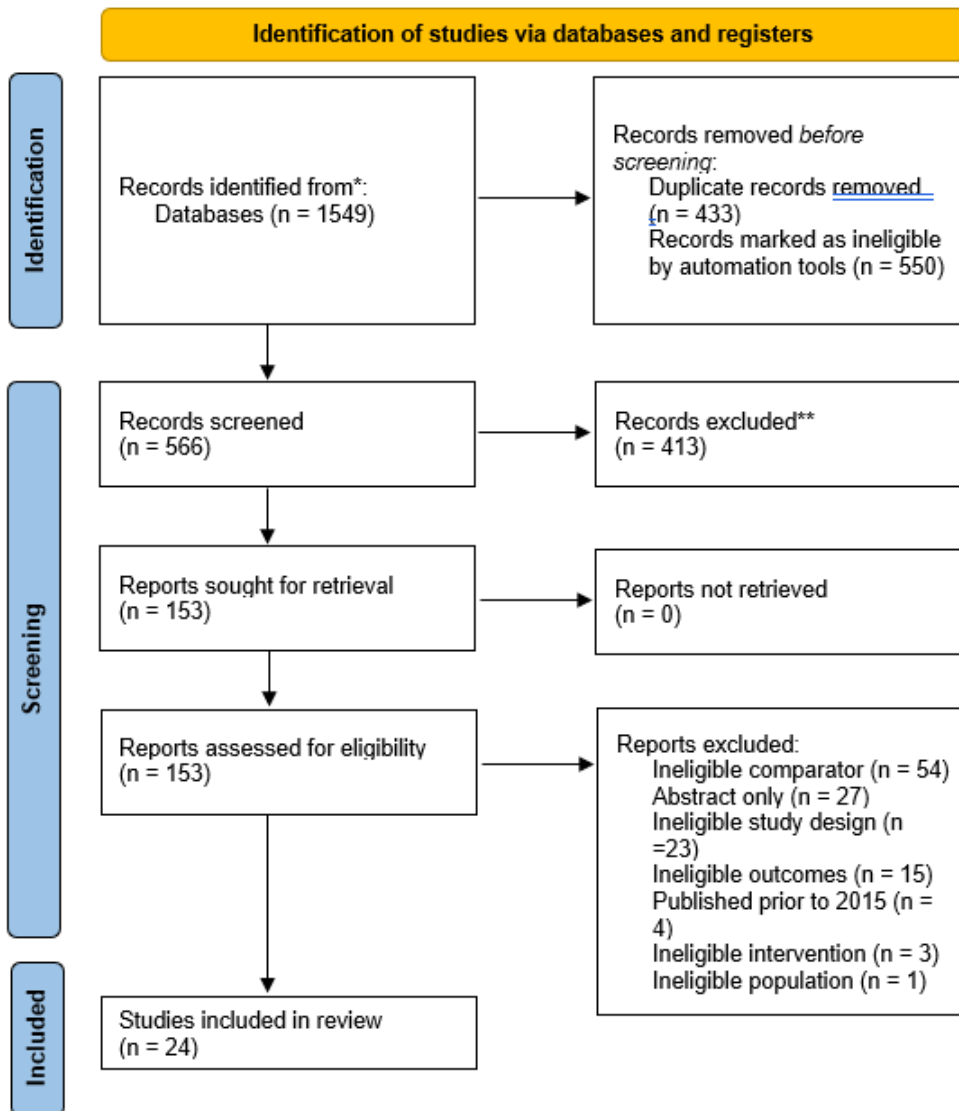 Identification of studies via databases and registers
Identification
Records identified from*:
Databases (n = 1549)
Records removed before
screening:
Duplicate records removed
(n = 433)
Records marked as ineligible
by automation tools (n = 550)
Screening
Records screened
(n = 566)
Records excluded**
(n = 413)
Reports sought for retrieval
(n = 153)
Reports not retrieved
(n = 0)
Reports assessed for eligibility
(n = 153)
Reports excluded:
Ineligible comparator (n = 54)
Abstract only (n = 27)
Ineligible study design (n
=23)
Ineligible outcomes (n = 15)
Published prior to 2015 (n =
4)
Ineligible intervention (n = 3)
Ineligible population (n = 1)
Included
Studies included in review
(n = 24)